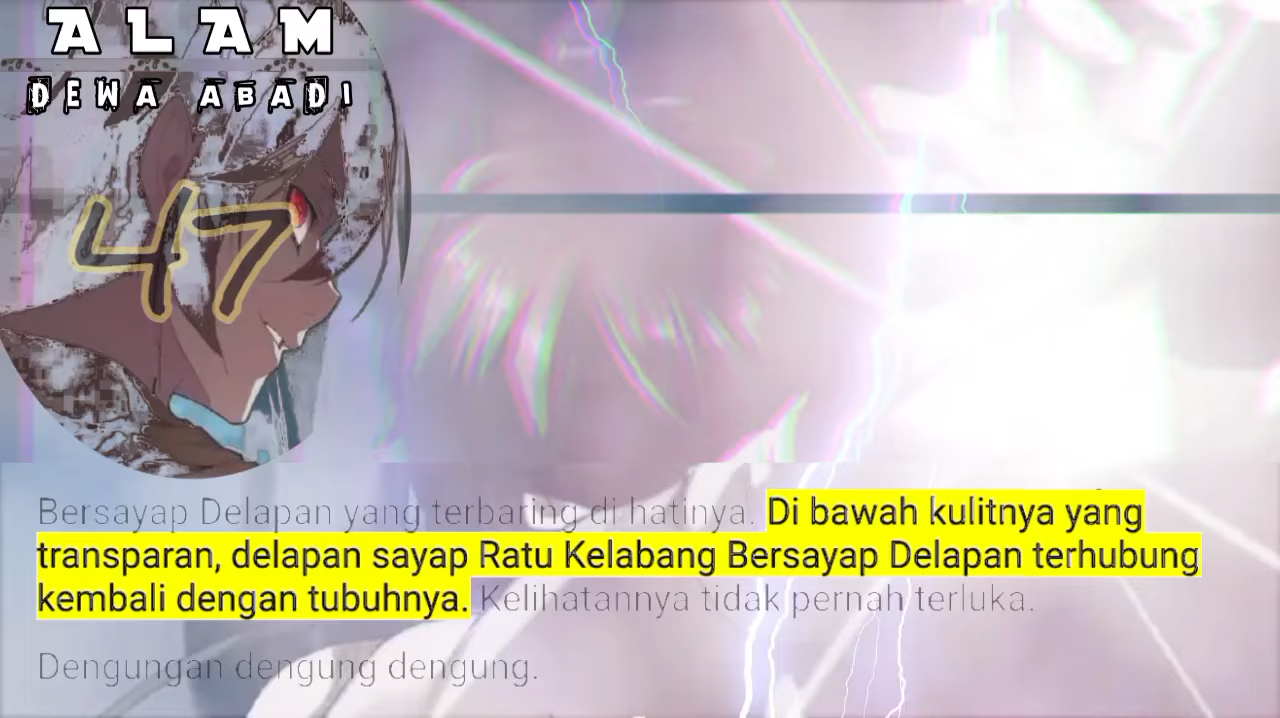 ALAM
DEWA ABADI
47
Bersayap Delapan yang terbaring di hatinya. Di bawah kulitnya yang
transparan, delapan sayap Ratu Kelabang Bersayap Delapan terhubung
kembali dengan tubuhnya. Kelihatannya tidak pernah terluka.
Dengungan dengung dengung.